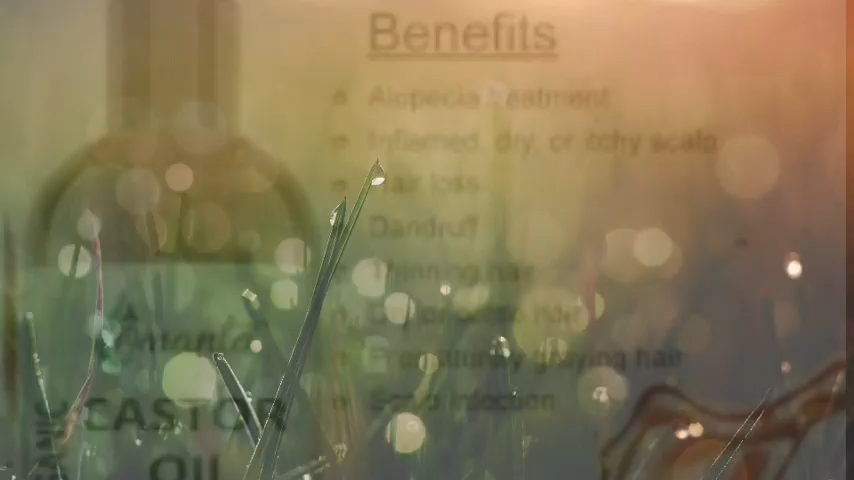 Benefits
Alopecia treatment
Inflamed, dry, or itchy scalp
Hair loss
Dandruff
Thinning hair
Prematurely graying hair
Scalp infection
CASTOR
OIL